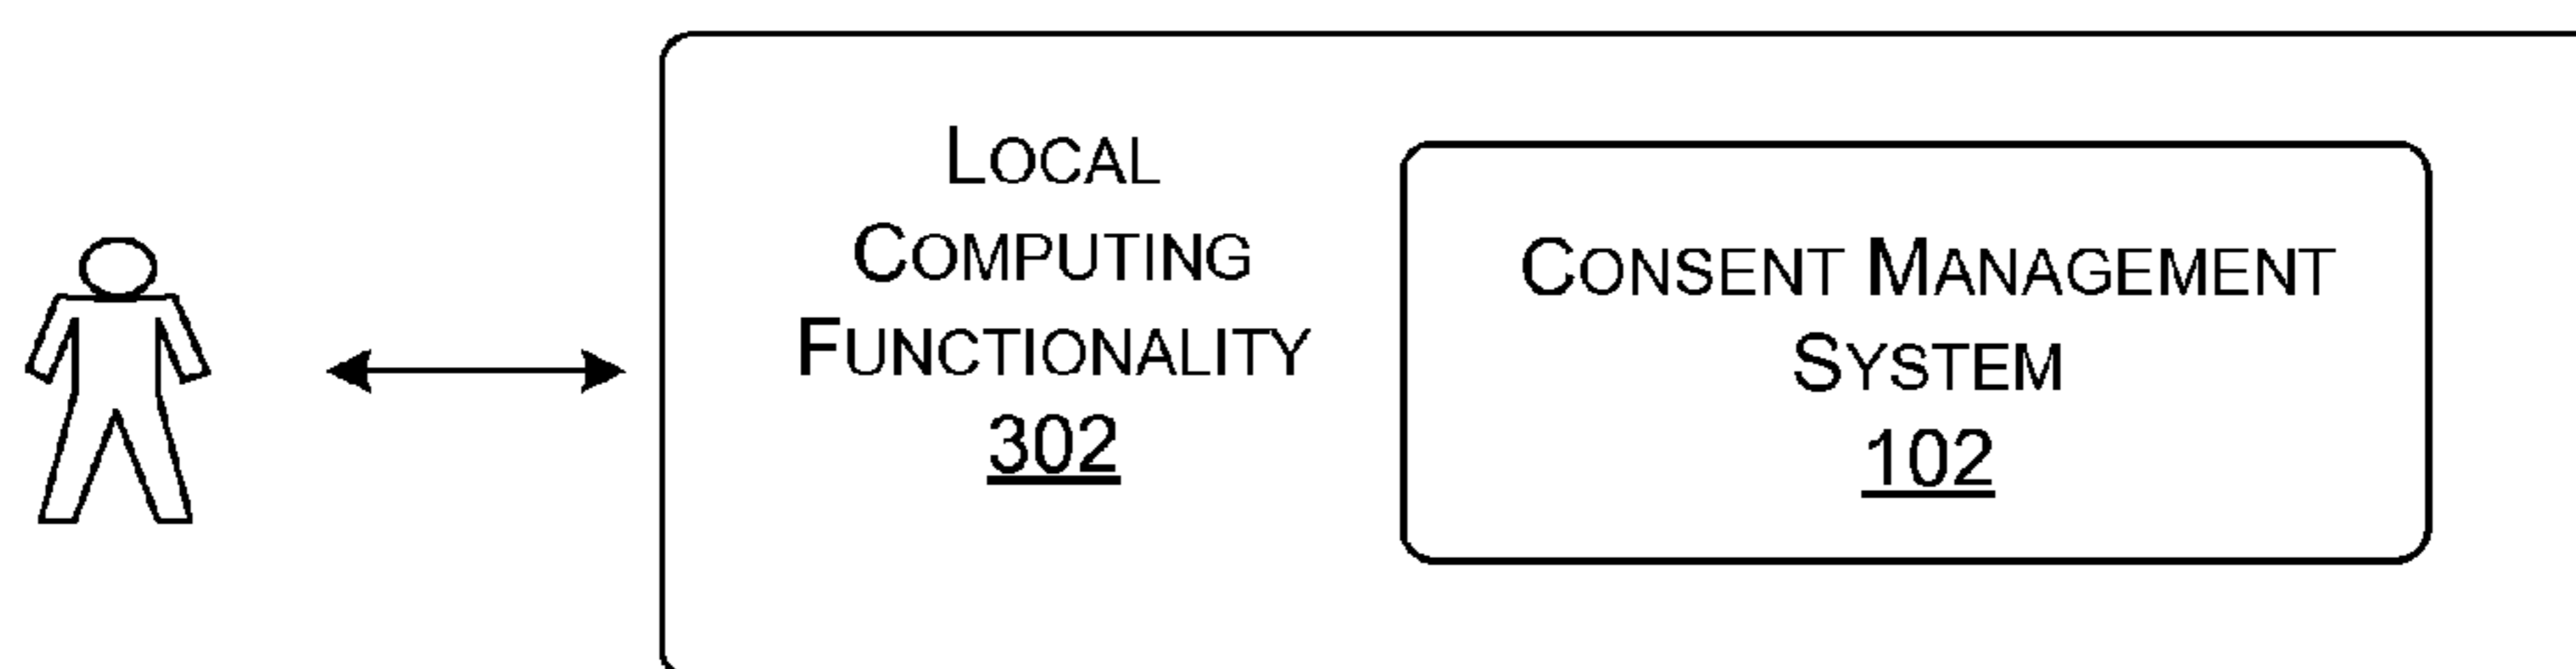 LOCAL
COMPUTING
FUNCTIONALITY
302
CONSENT MANAGEMENT
SYSTEM
102